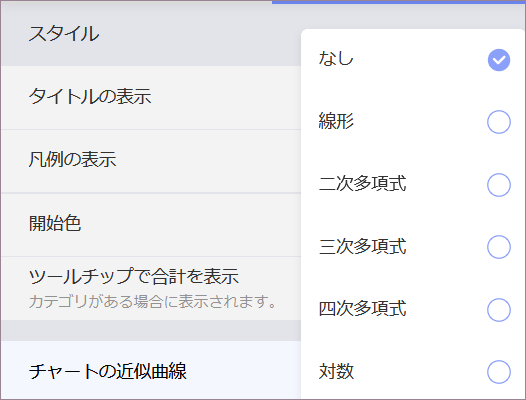 スタイル
タイトルの表示
凡例の表示
開始色
ツールチップで合計を表示
カテゴリがある場合に表示されます。
チャートの近似曲線
なし
線形
二次多項式
三次多項式
四次多項式
対数